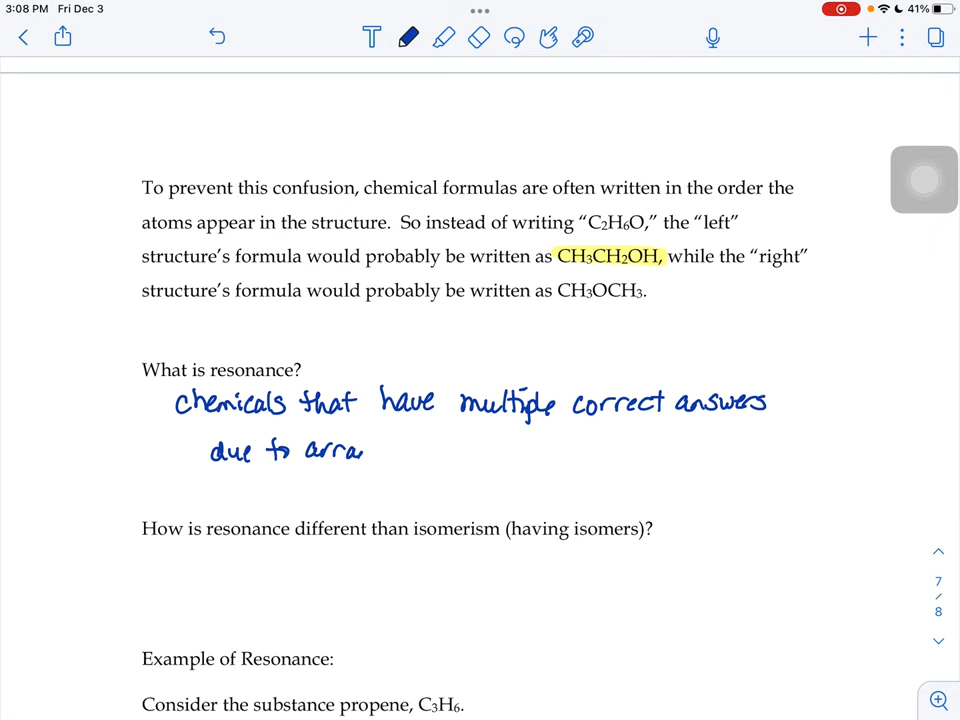 3:08 PM Fri Dec 3
41%
To prevent this confusion, chemical formulas are often written in the order the
atoms appear in the structure. So instead of writing “C₂H₆O,” the “left”
structure’s formula would probably be written as CH₃CH₂OH, while the “right”
structure’s formula would probably be written as CH₃OCH₃.
What is resonance?
chemicals that have multiple correct answers
due to arra
How is resonance different than isomerism (having isomers)?
7
/
8
Example of Resonance:
Consider the substance propene, C₃H₆.